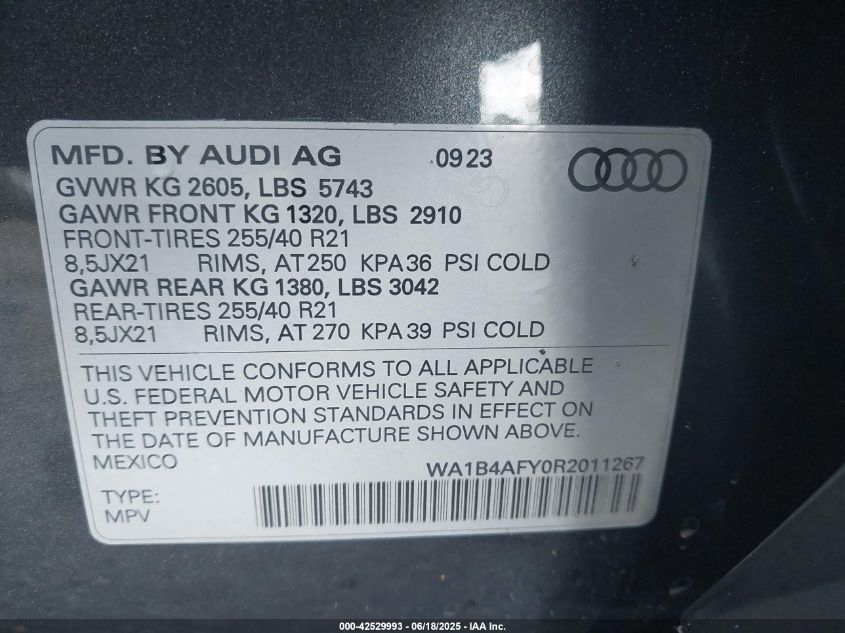 MFD. BY AUDI AG 09 23
GVWR KG 2605, LBS 5743
GAWR FRONT KG 1320, LBS 2910
FRONT-TIRES 255/40 R21
8,5JX21 RIMS, AT 250 KPA 36 PSI COLD
GAWR REAR KG 1380, LBS 3042
REAR-TIRES 255/40 R21
8,5JX21 RIMS, AT 270 KPA 39 PSI COLD
THIS VEHICLE CONFORMS TO ALL APPLICABLE
U.S. FEDERAL MOTOR VEHICLE SAFETY AND
THEFT PREVENTION STANDARDS IN EFFECT ON
THE DATE OF MANUFACTURE SHOWN ABOVE.
MEXICO WA1B4AFY0R2011267
TYPE:
MPV
000-42529993 - 06/18/2025 - IAA Inc.